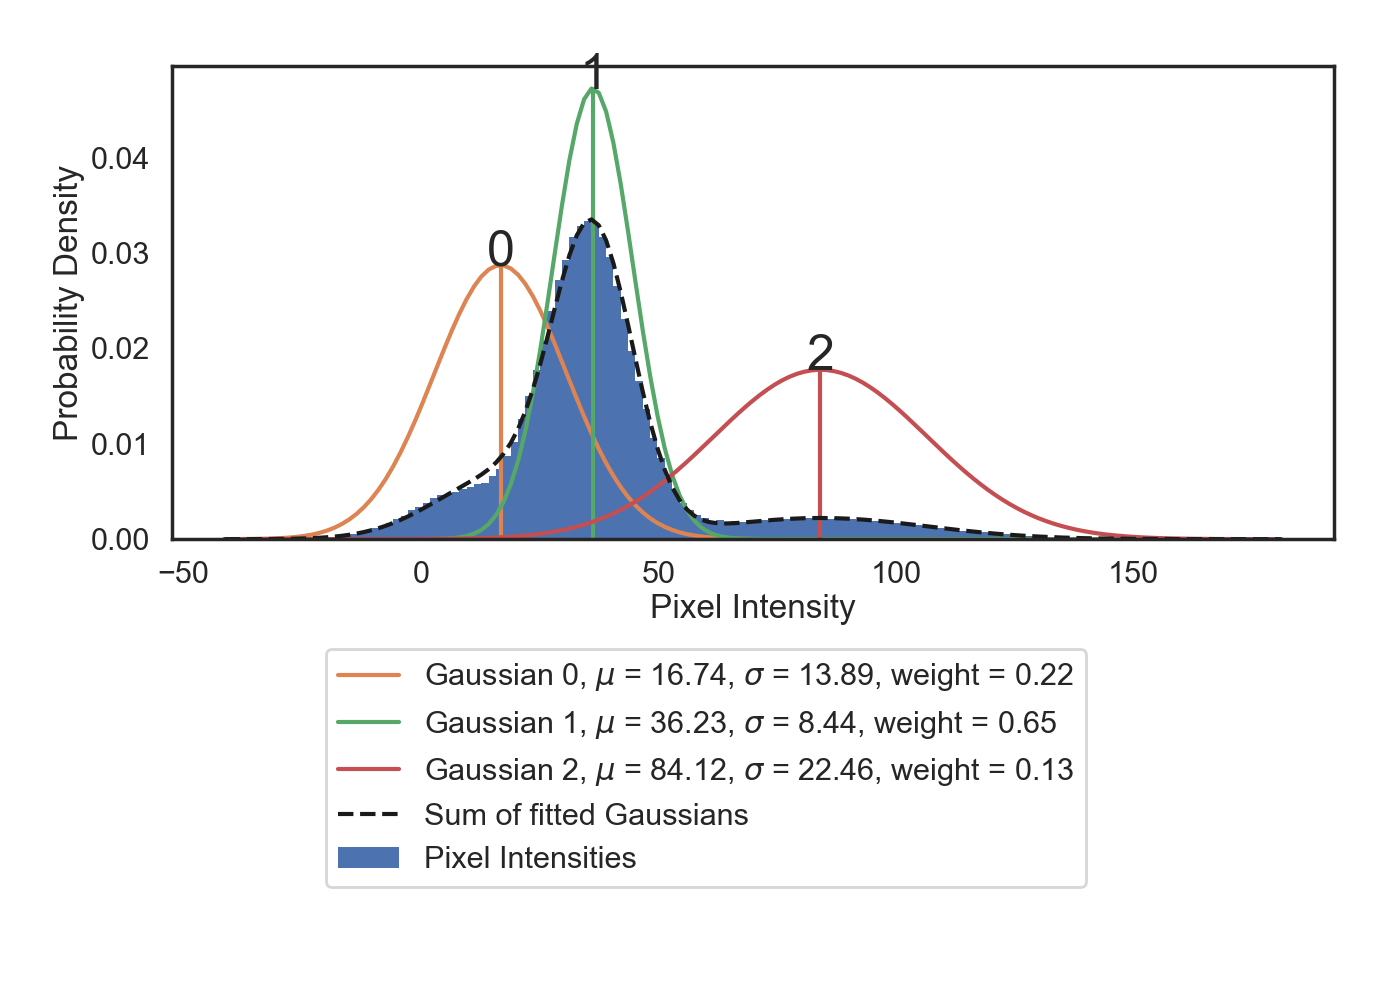 1
0
2
0.04
0.03
0.02
0.01
0.00
Probability Density
−50 0 50 100 150
Pixel Intensity
Gaussian 0, μ = 16.74, σ = 13.89, weight = 0.22
Gaussian 1, μ = 36.23, σ = 8.44, weight = 0.65
Gaussian 2, μ = 84.12, σ = 22.46, weight = 0.13
Sum of fitted Gaussians
Pixel Intensities